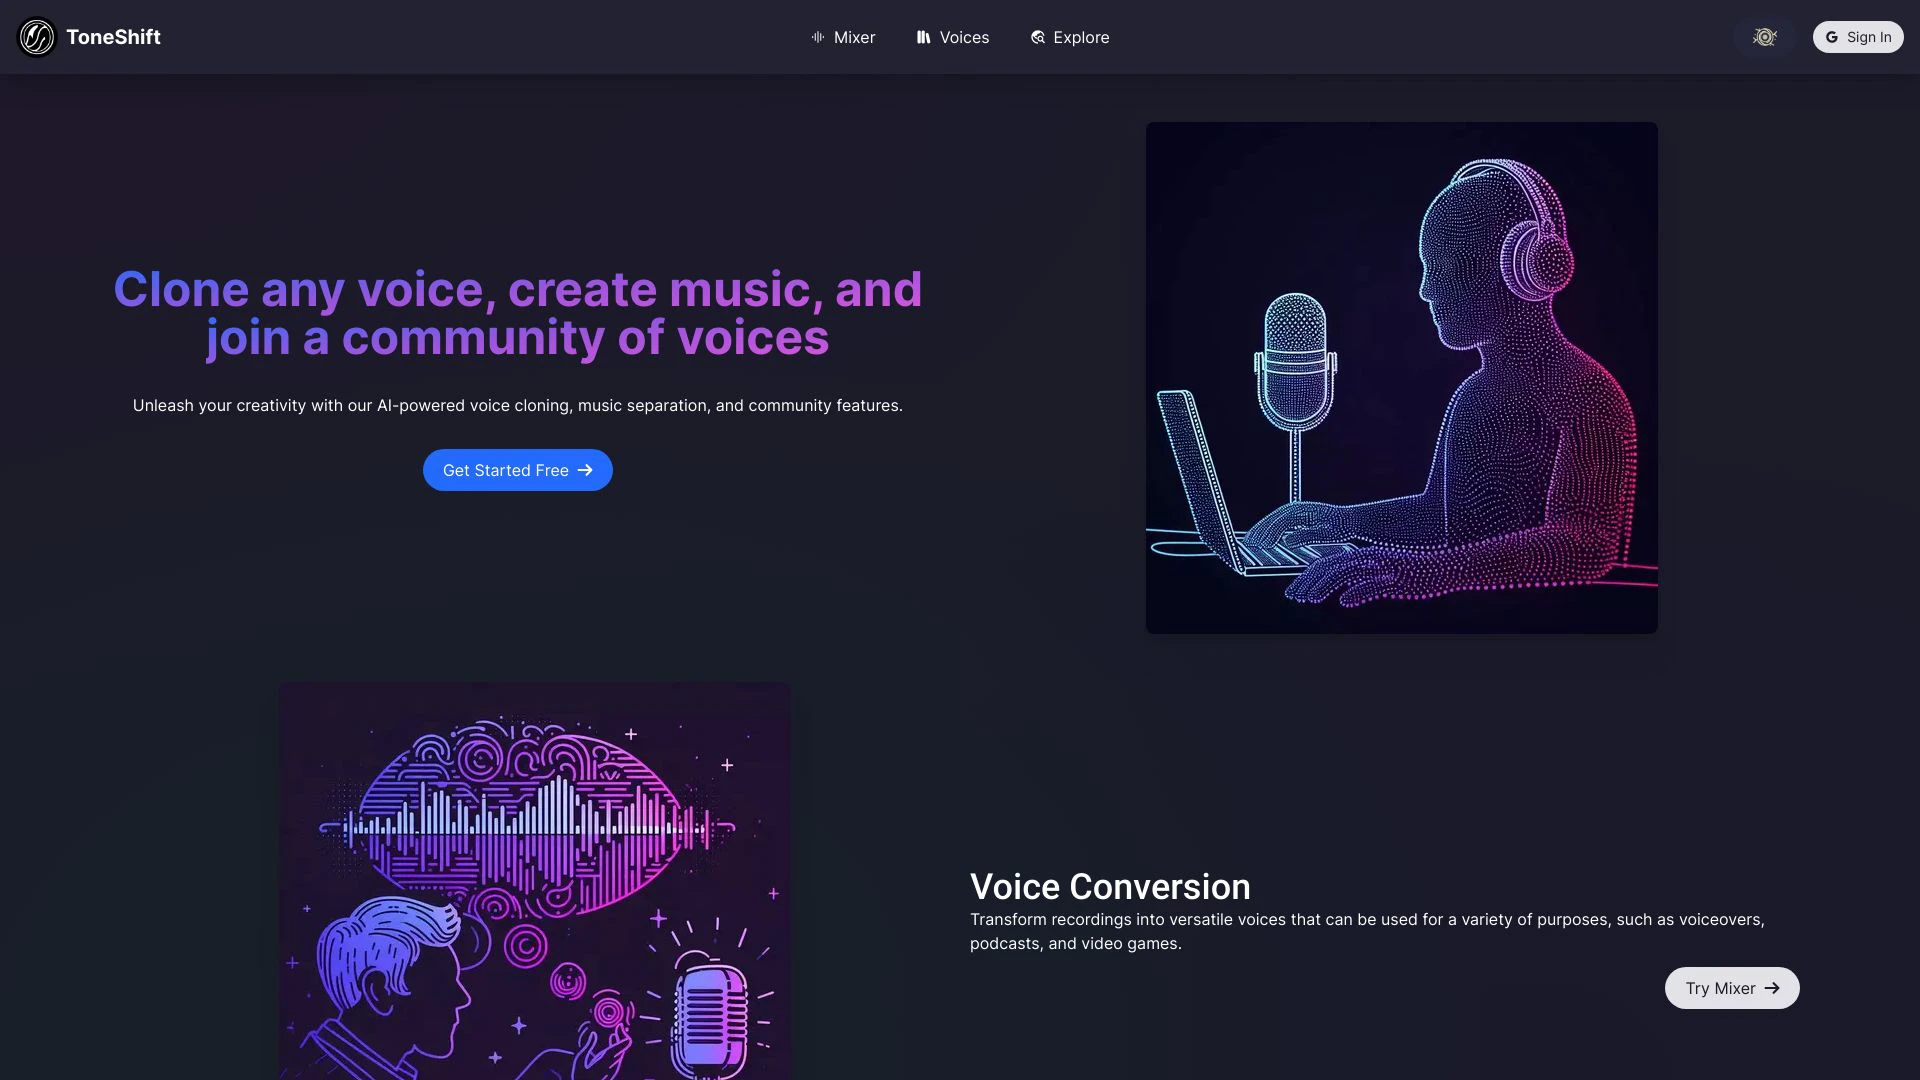 ToneShift
Mixer
Voices
Explore
Sign In
Clone any voice, create music, and
join a community of voices
Unleash your creativity with our AI-powered voice cloning, music separation, and community features.
Get Started Free
Voice Conversion
Transform recordings into versatile voices that can be used for a variety of purposes, such as voiceovers,
podcasts, and video games.
Try Mixer